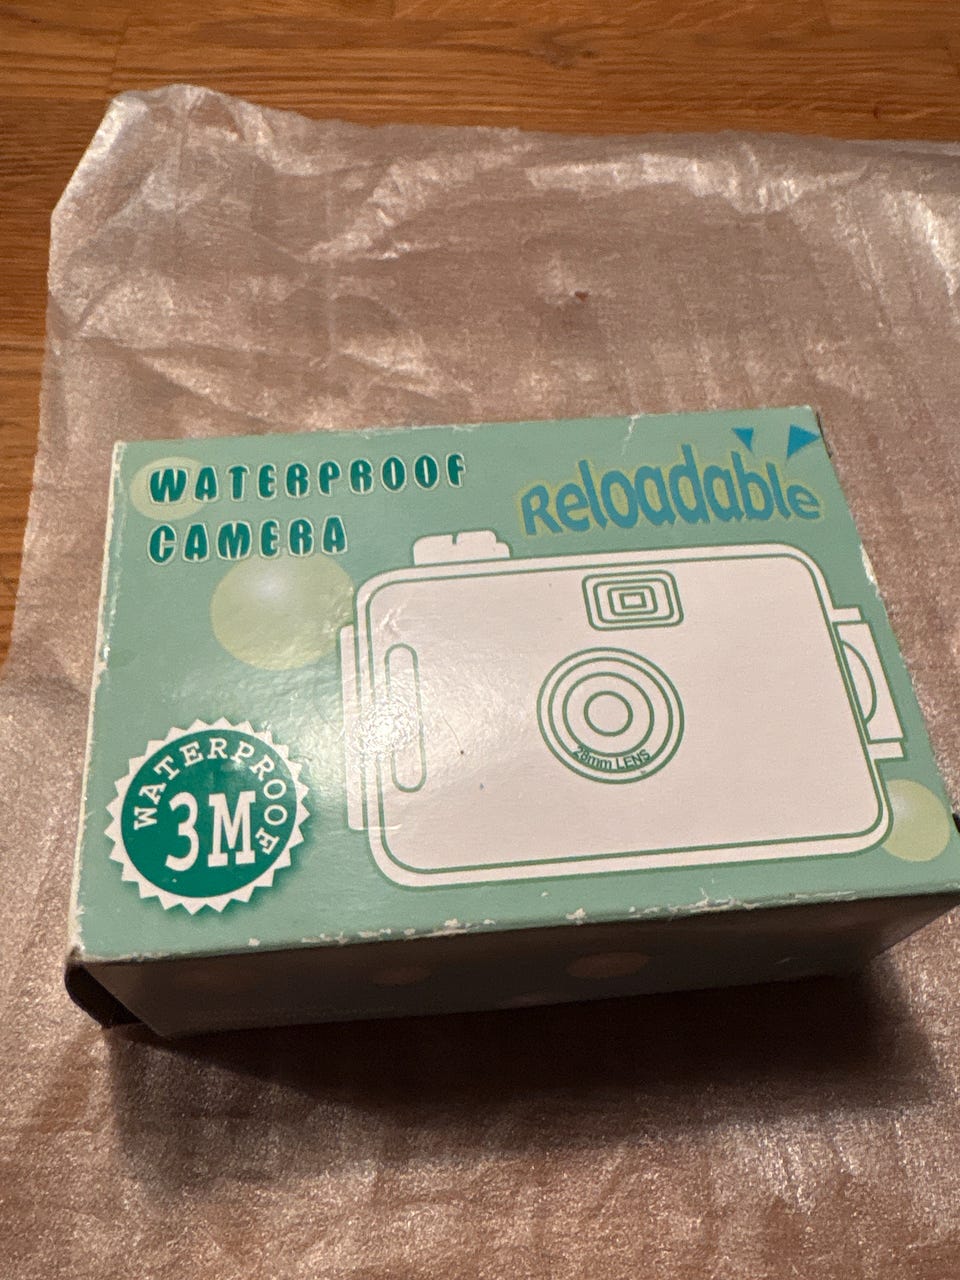 WATERPROOF
CAMERA
Reloadable
28mm LENS
WATERPROOF
3M